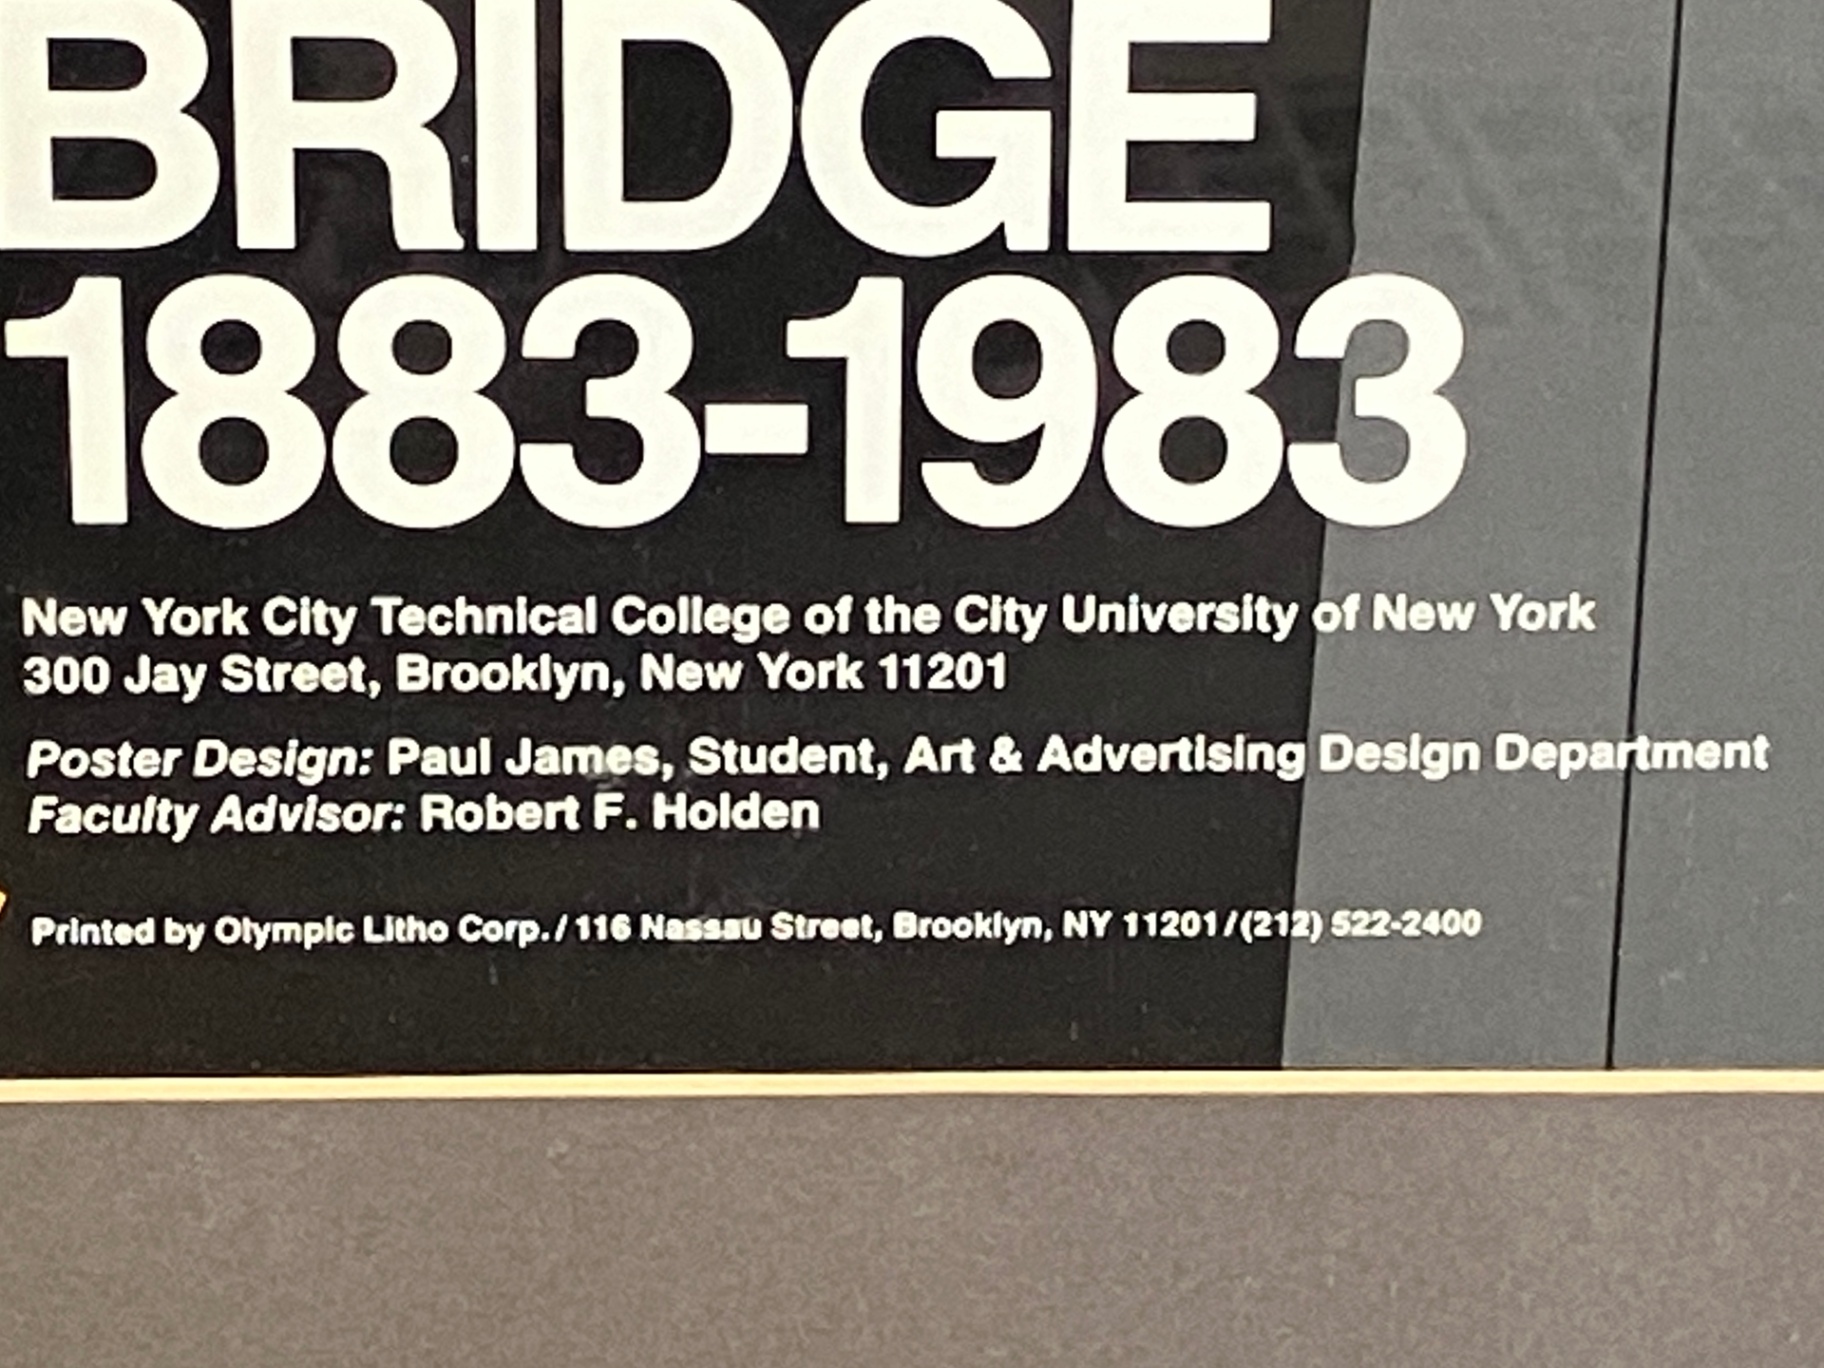 BRIDGE
1883-1983
New York City Technical College of the City University of New York
300 Jay Street, Brooklyn, New York 11201
Poster Design: Paul James, Student, Art & Advertising Design Department
Faculty Advisor: Robert F. Holden
Printed by Olympic Litho Corp./116 Nassau Street, Brooklyn, NY 11201/(212) 522-2400